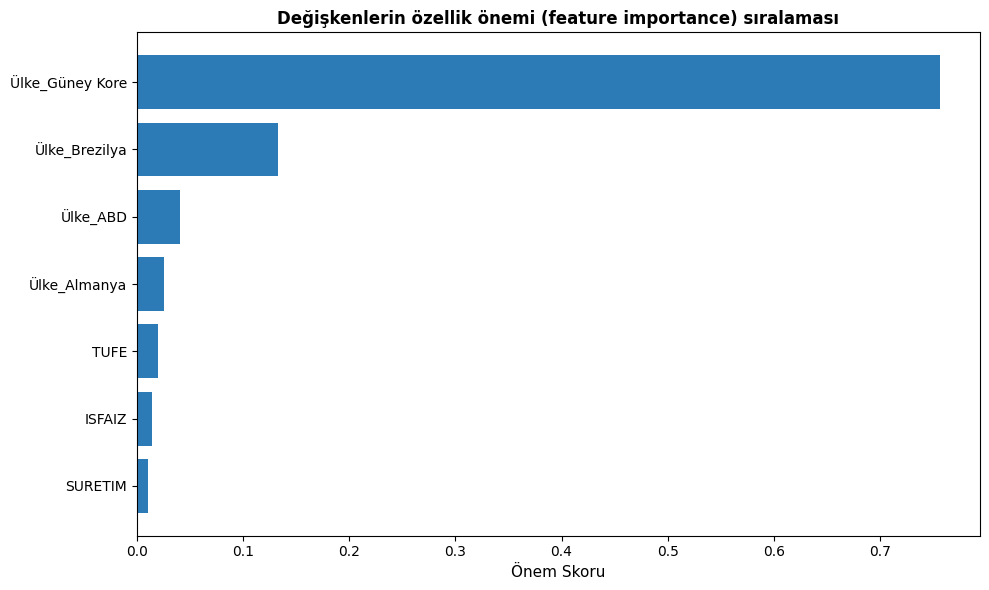 Değişkenlerin özellik önemi (feature importance) sıralaması
Ülke_Güney Kore
Ülke_Brezilya
Ülke_ABD
Ülke_Almanya
TUFE
ISFAIZ
SURETIM
0.0 0.1 0.2 0.3 0.4 0.5 0.6 0.7
Önem Skoru